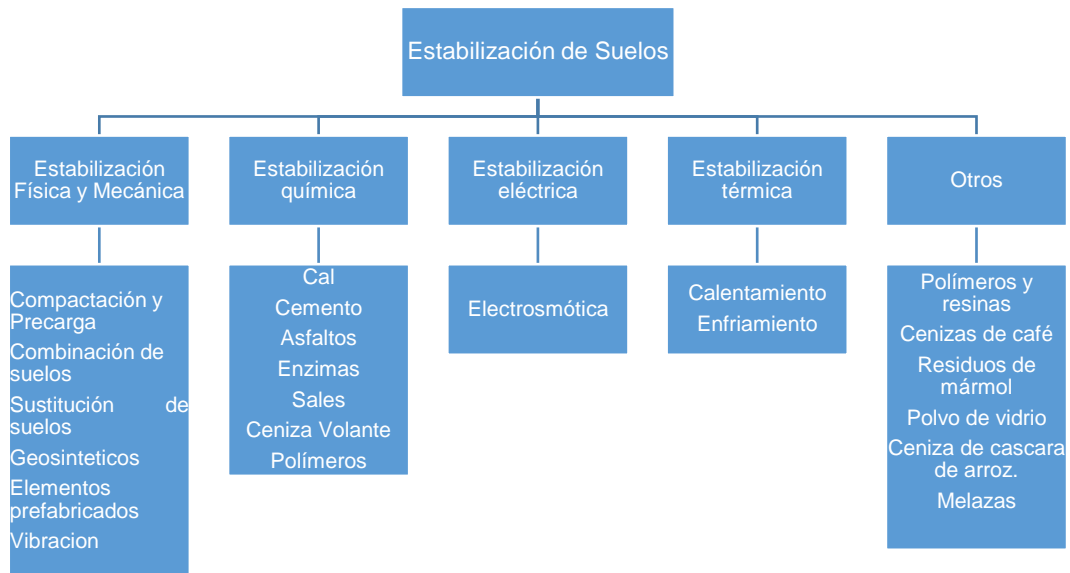 Estabilización de Suelos
Estabilización
Física y Mecánica
Estabilización
química
Estabilización
eléctrica
Estabilización
térmica
Otros
Compactación y
Precarga
Combinación de
suelos
Sustitución de
suelos
Geosinteticos
Elementos
prefabricados
Vibracion
Cal
Cemento
Asfaltos
Enzimas
Sales
Ceniza Volante
Polímeros
Electrosmótica
Calentamiento
Enfriamiento
Polímeros y
resinas
Cenizas de café
Residuos de
mármol
Polvo de vidrio
Ceniza de cascara
de arroz.
Melazas